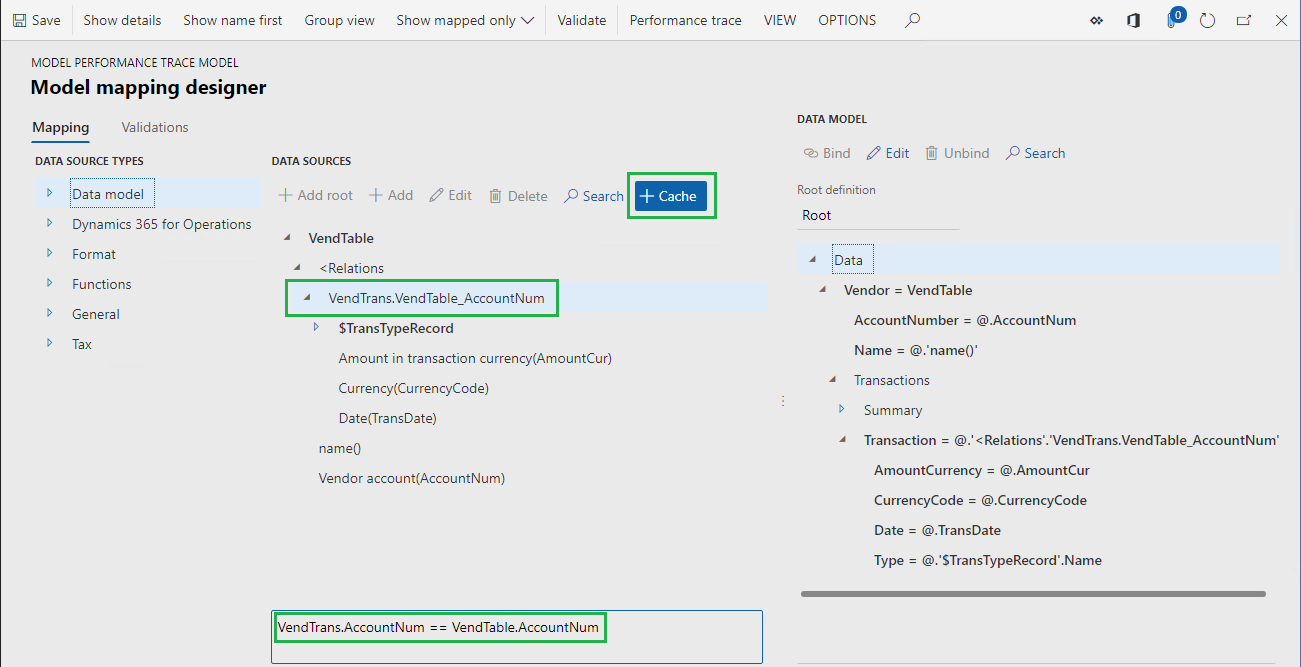 Save Show details Show name first Group view Show mapped only Validate Performance trace VIEW OPTIONS 0
MODEL PERFORMANCE TRACE MODEL
Model mapping designer
Mapping Validations
DATA SOURCE TYPES
Data model
Dynamics 365 for Operations
Format
Functions
General
Tax
DATA SOURCES
Add root Add Edit Delete Search Cache
VendTable
<Relations
VendTrans.VendTable_AccountNum
$TransTypeRecord
Amount in transaction currency(AmountCur)
Currency(CurrencyCode)
Date(TransDate)
name()
Vendor account(AccountNum)
VendTrans.AccountNum == VendTable.AccountNum
DATA MODEL
Bind Edit Unbind Search
Root definition
Root
Data
Vendor = VendTable
AccountNumber = @.AccountNum
Name = @.'name()'
Transactions
Summary
Transaction = @.'<Relations'.'VendTrans.VendTable_AccountNum'
AmountCurrency = @.AmountCur
CurrencyCode = @.CurrencyCode
Date = @.TransDate
Type = @.'$TransTypeRecord'.Name